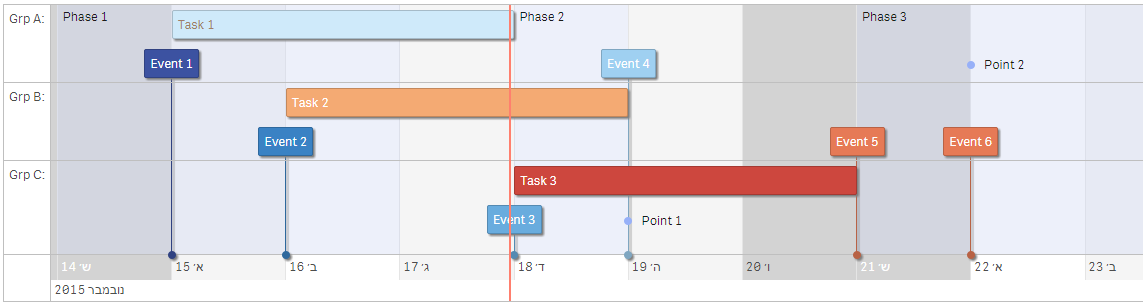 Grp A:
Phase 1
Task 1
Phase 2
Phase 3
Event 1
Event 4
Point 2
Grp B:
Task 2
Event 2
Event 5
Event 6
Grp C:
Task 3
Event 3
Point 1
14 ש׳
15 א׳
16 ב׳
17 ג׳
18 ד׳
19 ה׳
20 ו׳
21 ש׳
22 א׳
23 ב׳
נובמבר 2015